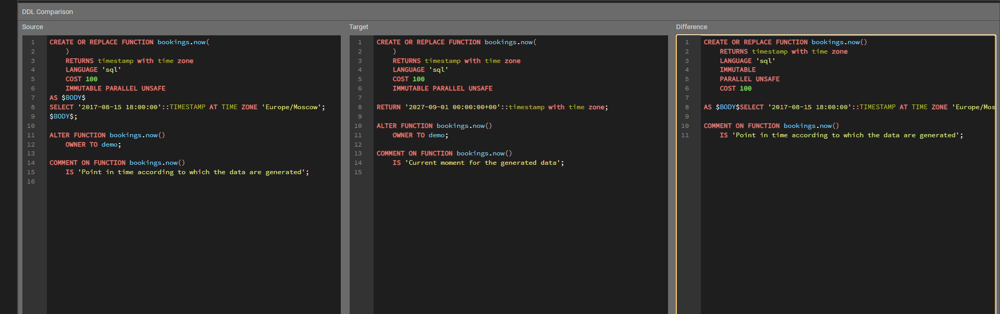 DDL Comparison
Source
1 CREATE OR REPLACE FUNCTION bookings.now(
2     )
3     RETURNS timestamp with time zone
4     LANGUAGE 'sql'
5     COST 100
6     IMMUTABLE PARALLEL UNSAFE
7 AS $BODY$
8 SELECT '2017-08-15 18:00:00'::TIMESTAMP AT TIME ZONE 'Europe/Moscow';
9 $BODY$;
10
11 ALTER FUNCTION bookings.now()
12     OWNER TO demo;
13
14 COMMENT ON FUNCTION bookings.now()
15     IS 'Point in time according to which the data are generated';
16
Target
1 CREATE OR REPLACE FUNCTION bookings.now(
2     )
3     RETURNS timestamp with time zone
4     LANGUAGE 'sql'
5     COST 100
6     IMMUTABLE PARALLEL UNSAFE
7
8 RETURN '2027-09-01 00:00:00+00'::timestamp with time zone;
9
10 ALTER FUNCTION bookings.now()
11     OWNER TO demo;
12
13 COMMENT ON FUNCTION bookings.now()
14     IS 'Current moment for the generated data';
15
Difference
1 CREATE OR REPLACE FUNCTION bookings.now()
2     RETURNS timestamp with time zone
3     LANGUAGE 'sql'
4     IMMUTABLE
5     PARALLEL UNSAFE
6     COST 100
7
8 AS $BODY$SELECT '2017-08-15 18:00:00'::TIMESTAMP AT TIME ZONE 'Europe/Mos
9
10 COMMENT ON FUNCTION bookings.now()
11     IS 'Point in time according to which the data are generated';